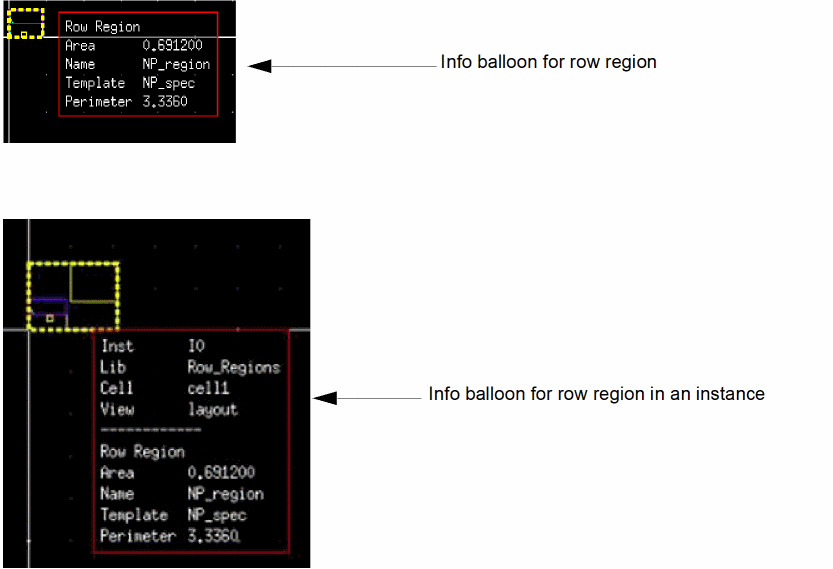 Row Region
Area 0.691200
Name NP_region
Template NP_spec
Perimeter 3.3360
Info balloon for row region
Inst I0
Lib Row_Regions
Cell cell1
View layout
------------
Row Region
Area 0.691200
Name NP_region
Template NP_spec
Perimeter 3.3360
Info balloon for row region in an instance